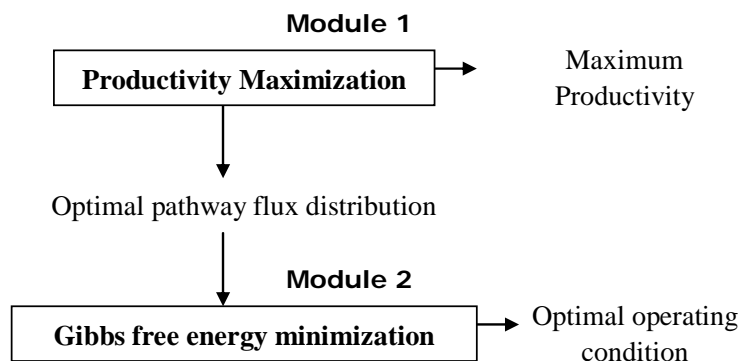 Module 1
Productivity Maximization
Maximum
Productivity
Optimal pathway flux distribution
Module 2
Gibbs free energy minimization
Optimal operating
condition